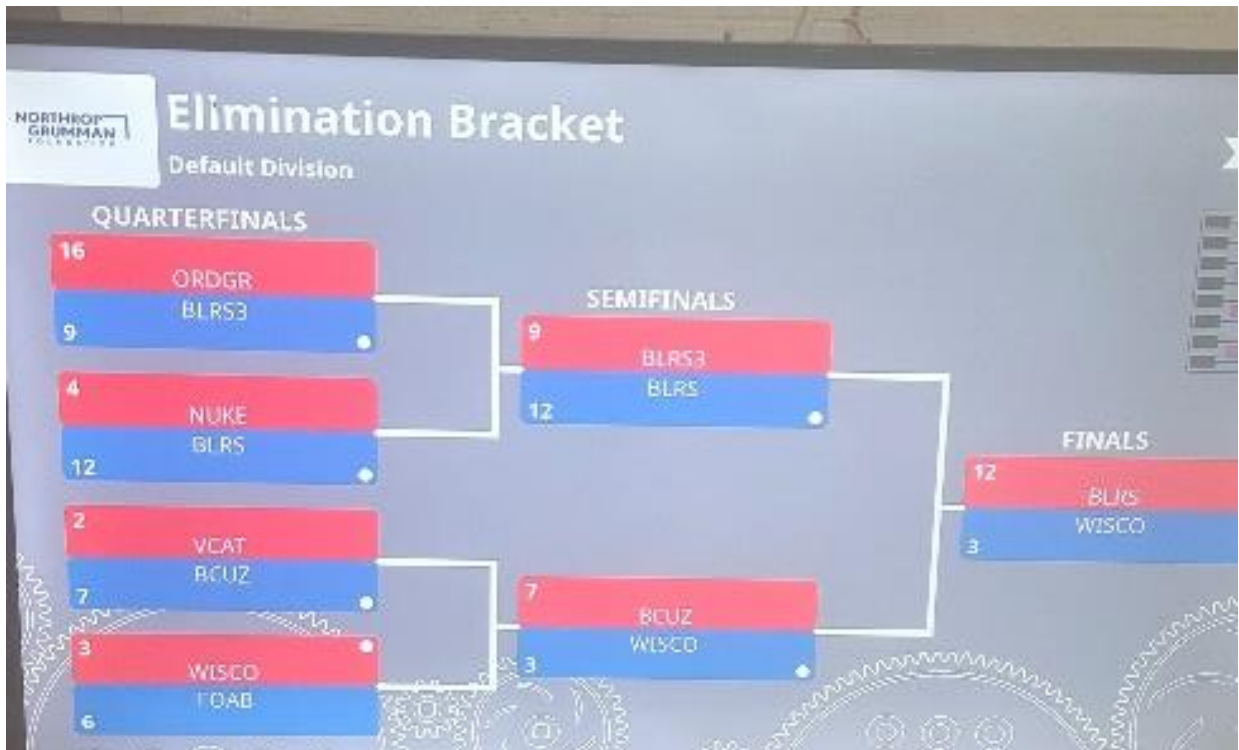 NORTHROP
GRUMMAN
FOUNDATION
Elimination Bracket
Default Division
QUARTERFINALS
16
ORDGR
BLRS3
9
4
NUKE
BLRS
12
2
VCAT
BCUZ
7
3
WISCO
6
SEMIFINALS
9
BLRS3
BLRS
12
7
BCUZ
WISCO
3
FINALS
12
BLRS
WISCO
3